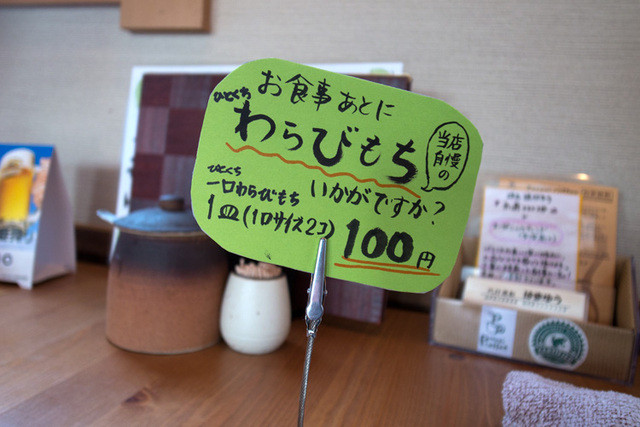 お食事あとに
ひとくち
わらびもち
当店
自慢
の
いかがですか?
ひとくち
一口わらびもち
1皿(1口サイズ2コ)
100円